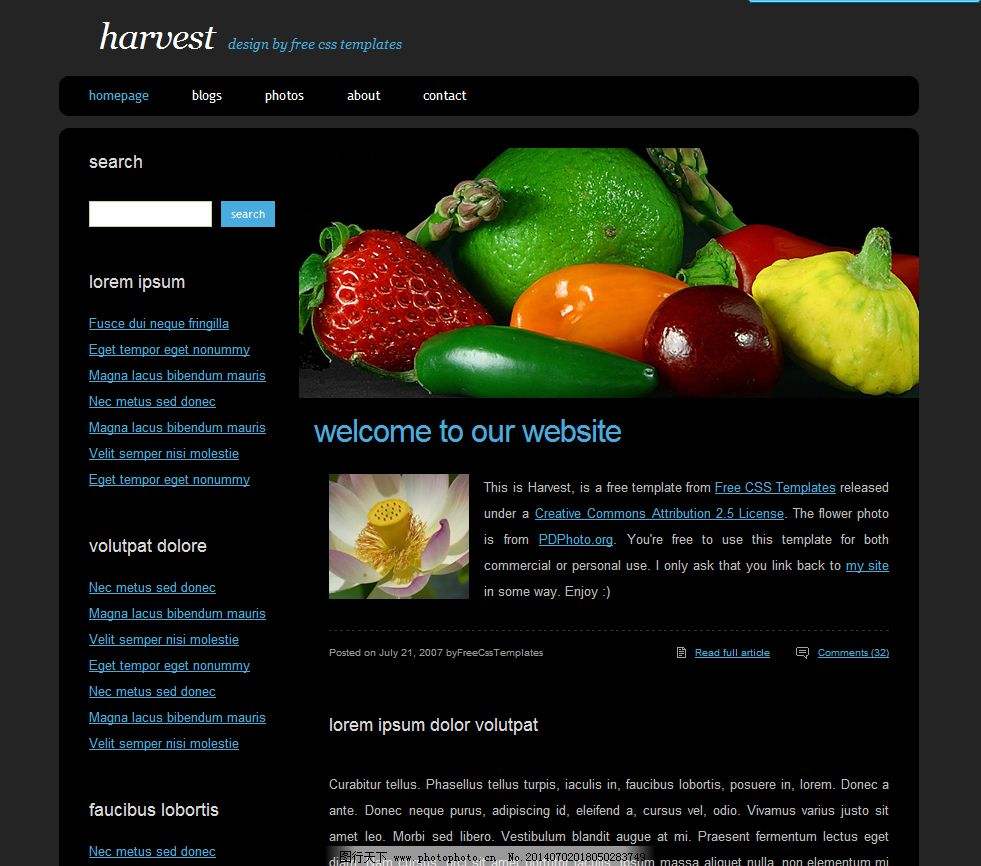 harvest design by free css templates
homepage blogs photos about contact
search
search
lorem ipsum
Fusce dui neque fringilla
Eget tempor eget nonummy
Magna lacus bibendum mauris
Nec metus sed donec
Magna lacus bibendum mauris
Velit semper nisi molestie
Eget tempor eget nonummy
volutpat dolore
Nec metus sed donec
Magna lacus bibendum mauris
Velit semper nisi molestie
Eget tempor eget nonummy
Nec metus sed donec
Magna lacus bibendum mauris
Velit semper nisi molestie
faucibus lobortis
Nec metus sed donec
welcome to our website
This is Harvest, is a free template from Free CSS Templates released
under a Creative Commons Attribution 2.5 License. The flower photo
is from PDPhoto.org. You're free to use this template for both
commercial or personal use. I only ask that you link back to my site
in some way. Enjoy :)
Posted on July 21, 2007 byFreeCssTemplates Read full article Comments (32)
lorem ipsum dolor volutpat
Curabitur tellus. Phasellus tellus turpis, iaculis in, faucibus lobortis, posuere in, lorem. Donec a
ante. Donec neque purus, adipiscing id, eleifend a, cursus vel, odio. Vivamus varius justo sit
amet leo. Morbi sed libero. Vestibulum blandit augue at mi. Praesent fermentum lectus eget
massa aliquet nulla, non elementum mi
图行天下 www.photophoto.cn No.20140702018050283749